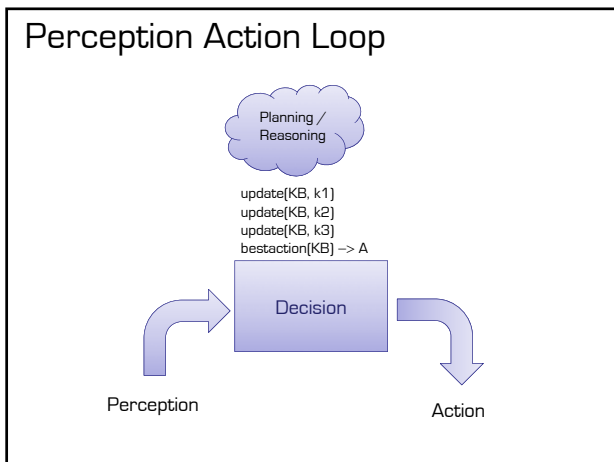 Perception Action Loop
Planning /
Reasoning
update(KB, k1)
update(KB, k2)
update(KB, k3)
bestaction(KB) –> A
Decision
Perception
Action